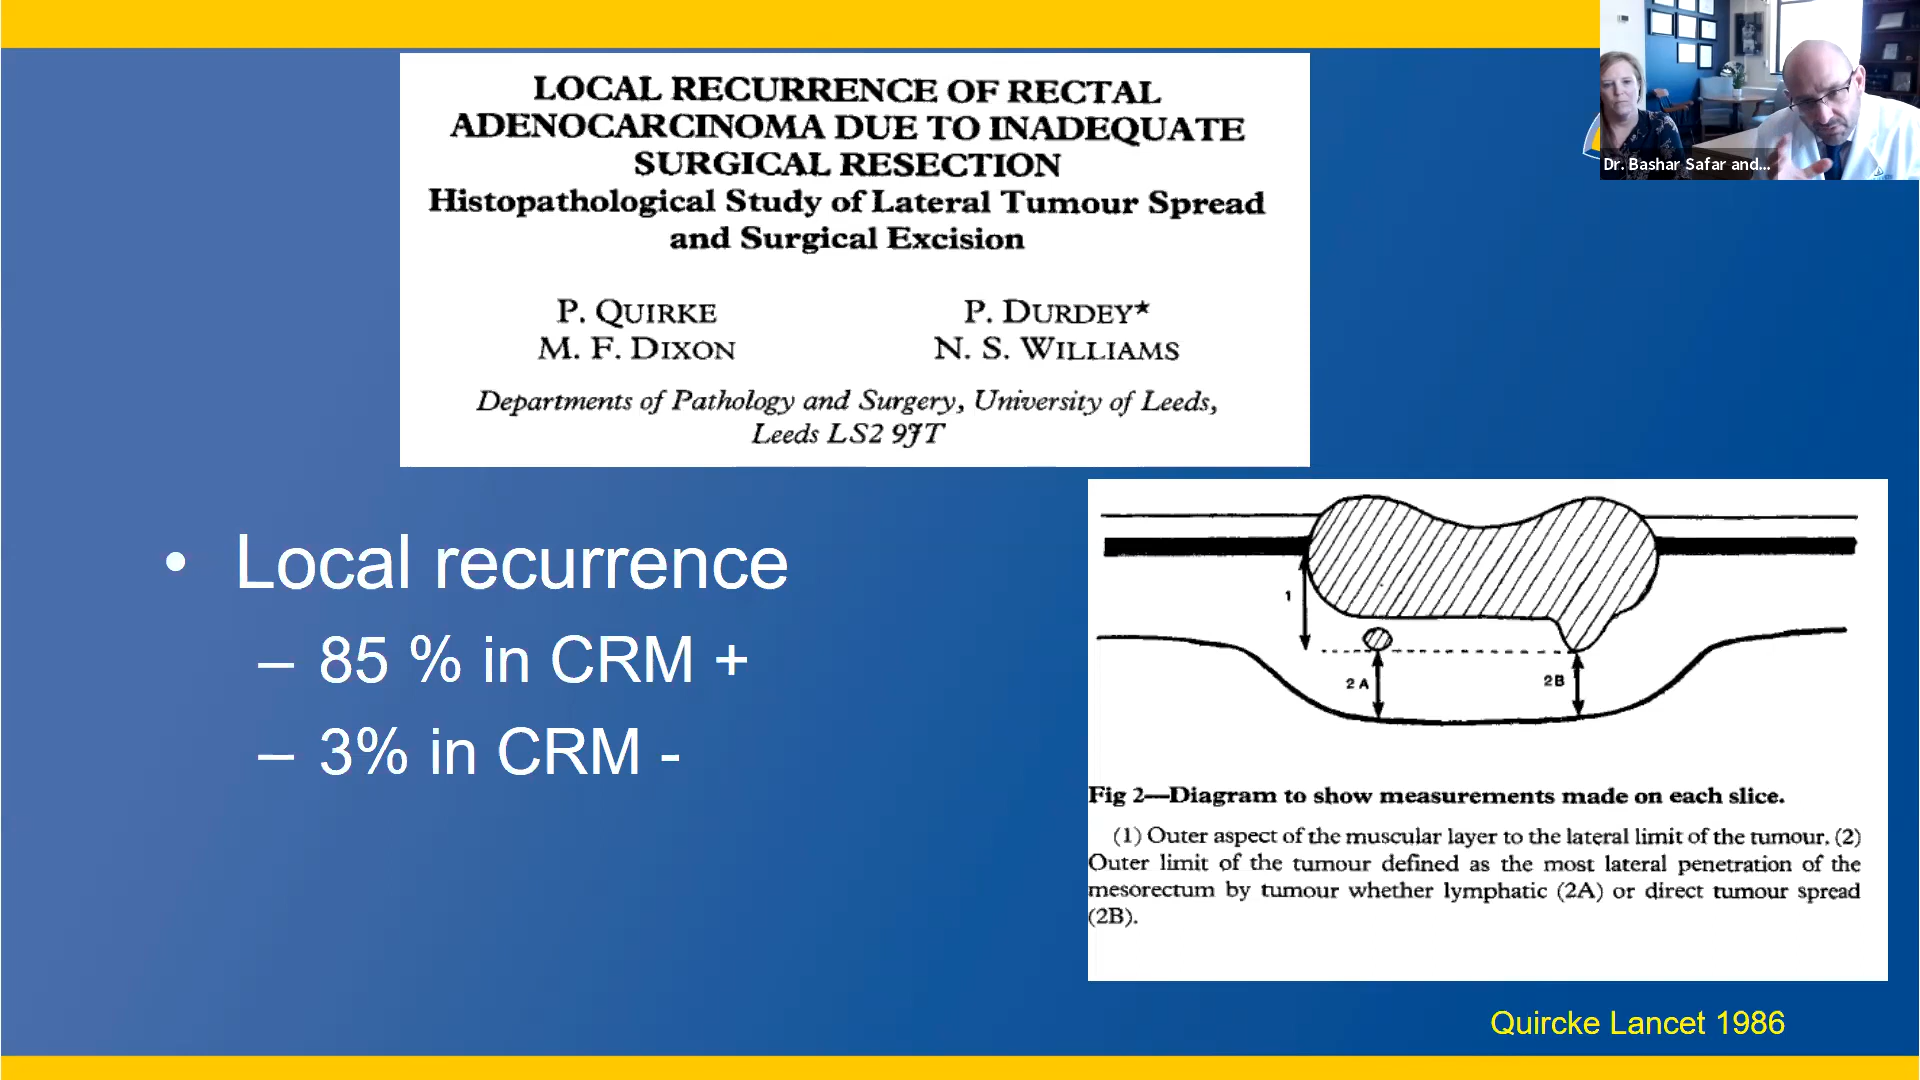 LOCAL RECURRENCE OF RECTAL
ADENOCARCINOMA DUE TO INADEQUATE
SURGICAL RESECTION
Histopathological Study of Lateral Tumour Spread
and Surgical Excision
P. QUIRKE P. DURDEY*
M. F. DIXON N. S. WILLIAMS
Departments of Pathology and Surgery, University of Leeds,
Leeds LS2 9JT
Dr. Bashar Safar and...
• Local recurrence
– 85 % in CRM +
– 3% in CRM -
1
2A
2B
Fig 2—Diagram to show measurements made on each slice.
(1) Outer aspect of the muscular layer to the lateral limit of the tumour. (2)
Outer limit of the tumour defined as the most lateral penetration of the
mesorectum by tumour whether lymphatic (2A) or direct tumour spread
(2B).
Quircke Lancet 1986